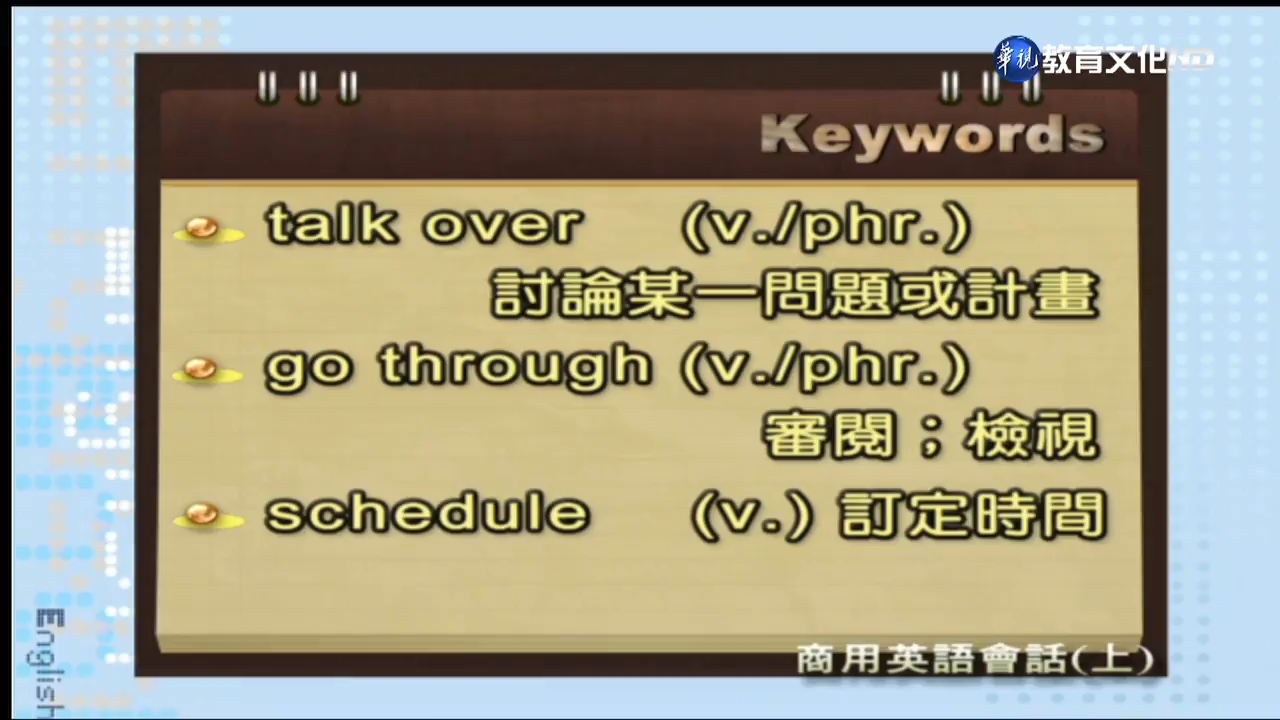 華視教育文化HD
Keywords
talk over (v./phr.)
討論某一問題或計畫
go through (v./phr.)
審閱；檢視
schedule (v.) 訂定時間
商用英語會話(上)
English